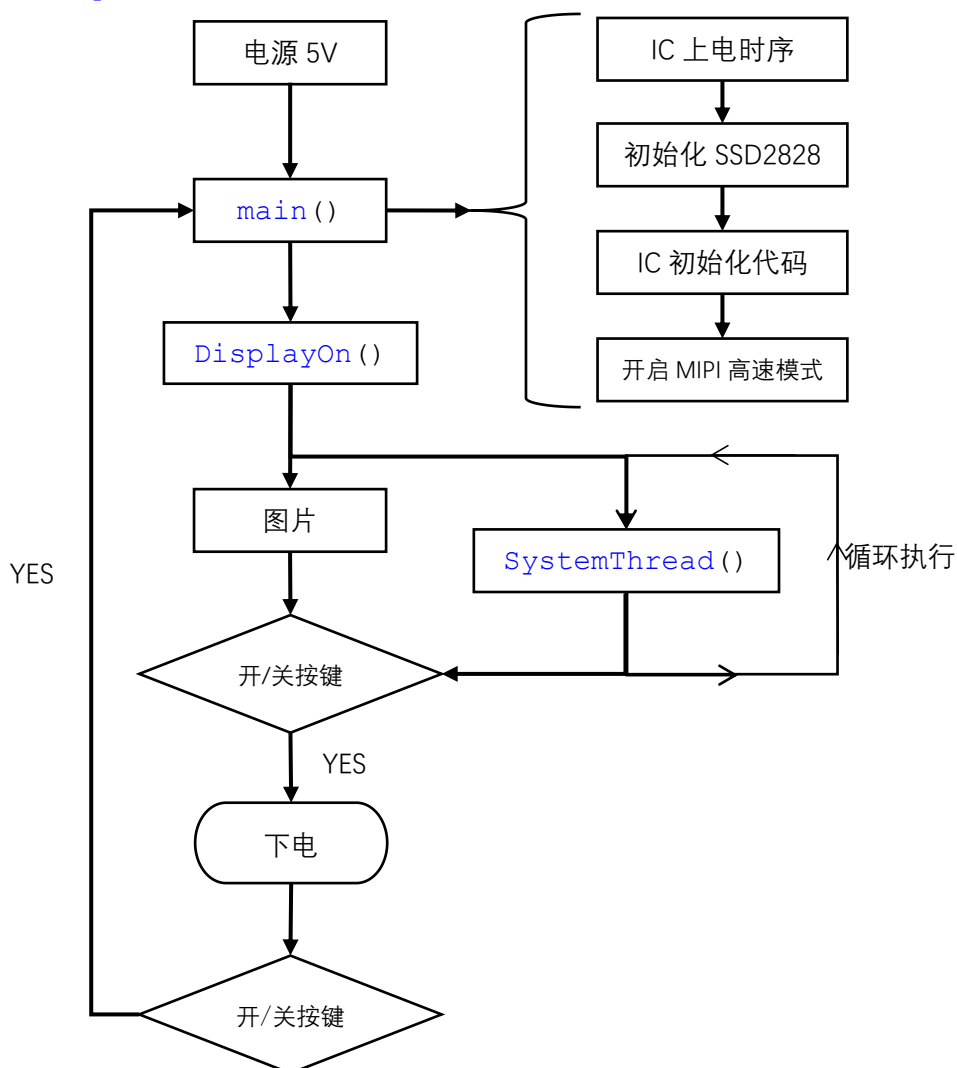 电源 5V
IC 上电时序
初始化 SSD2828
main()
IC 初始化代码
DisplayOn()
开启 MIPI 高速模式
图片
SystemThread()
循环执行
YES
开/关按键
YES
下电
开/关按键